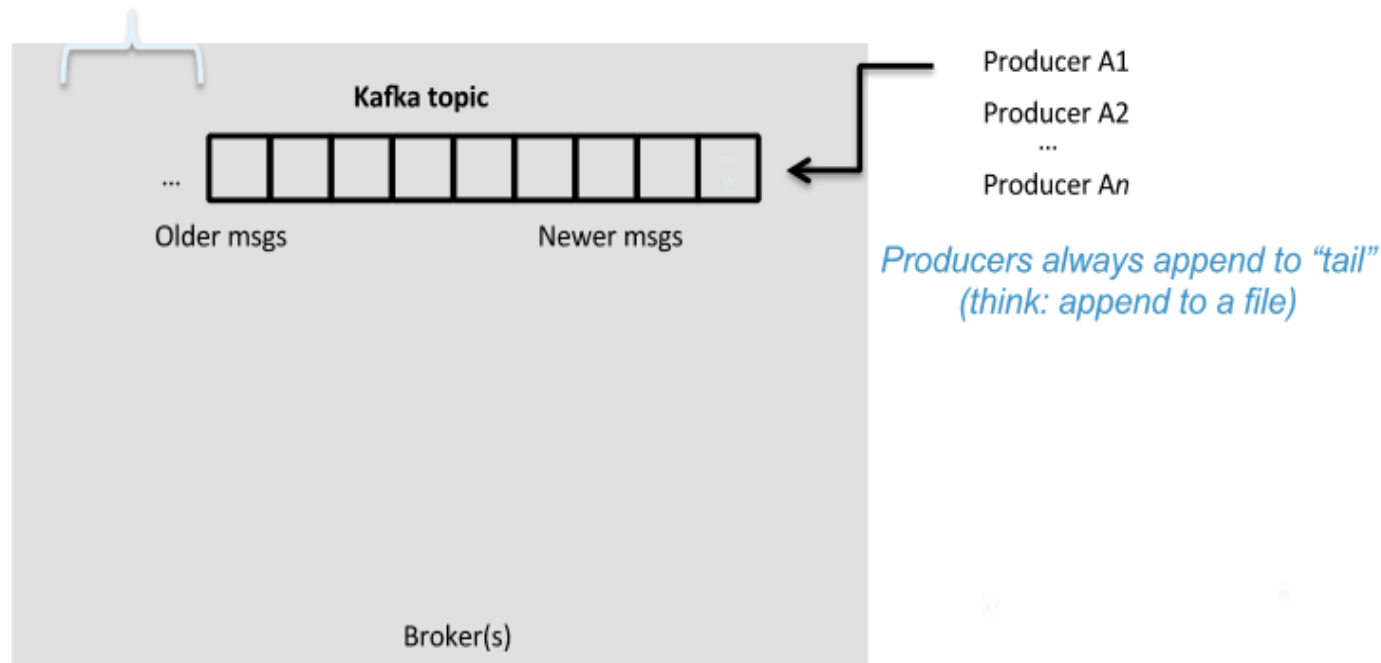 Kafka topic
Producer A1
Producer A2
...
Producer An
...
Older msgs
Newer msgs
Producers always append to “tail”
(think: append to a file)
Broker(s)